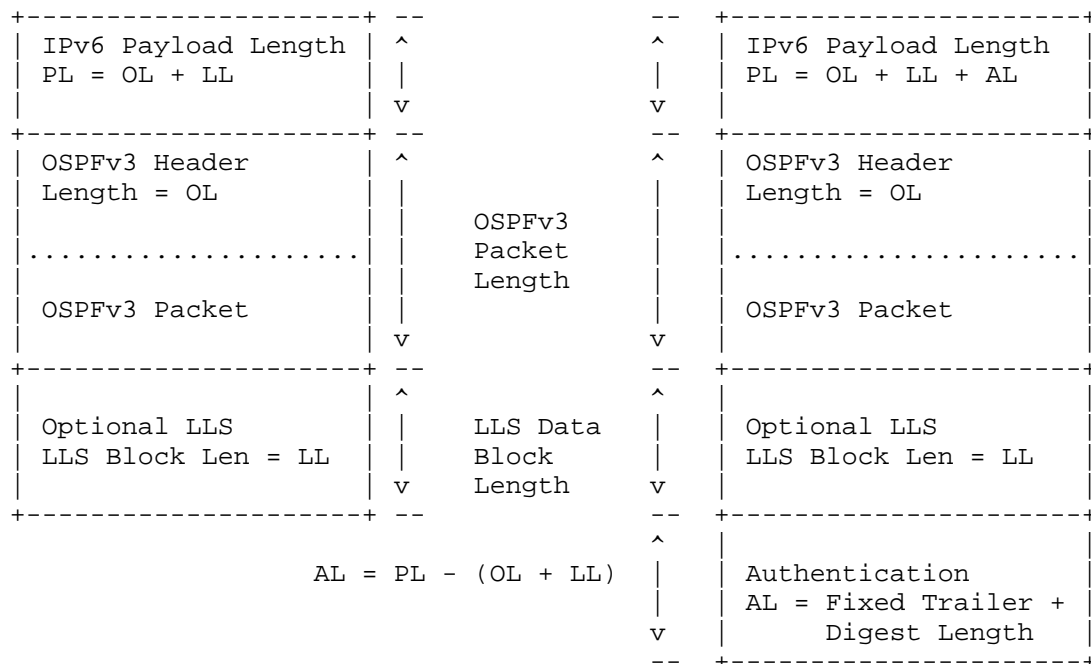 IPv6 Payload Length IPv6 Payload Length
PL = OL + LL PL = OL + LL + AL
OSPFv3 Header OSPFv3 Header
Length = OL Length = OL
OSPFv3
..................... Packet ......................
Length
OSPFv3 Packet OSPFv3 Packet
Optional LLS LLS Data Optional LLS
LLS Block Len = LL Block LLS Block Len = LL
Length
AL = PL - (OL + LL) Authentication
AL = Fixed Trailer +
Digest Length